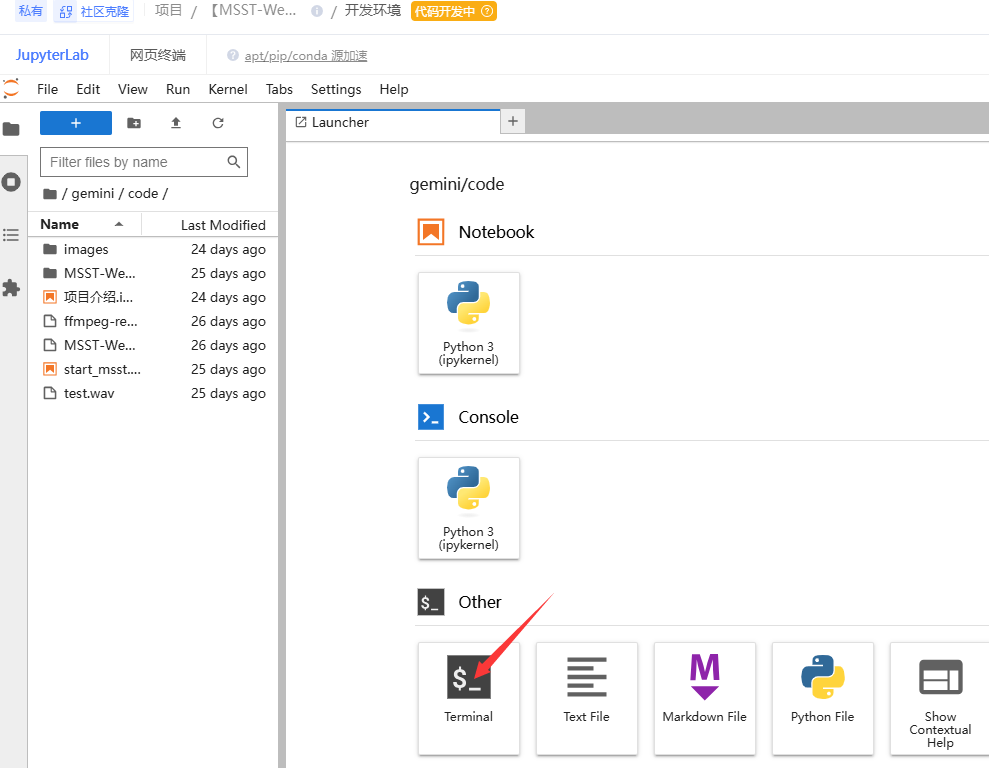 私有 社区克隆 项目 / 【MSST-We... / 开发环境 代码开发中
JupyterLab 网页终端 apt/pip/conda 源加速
File Edit View Run Kernel Tabs Settings Help
+ Launcher +
Filter files by name
/ gemini / code /
gemini/code
Name Last Modified
Notebook
images 24 days ago
MSST-We... 25 days ago
项目介绍.i... 24 days ago
ffmpeg-re... 26 days ago
MSST-We... 26 days ago
start_msst.... 25 days ago
test.wav 25 days ago
Python 3
(ipykernel)
Console
Python 3
(ipykernel)
$_ Other
$_
Terminal
Text File
M
Markdown File
Python File
Show
Contextual
Help